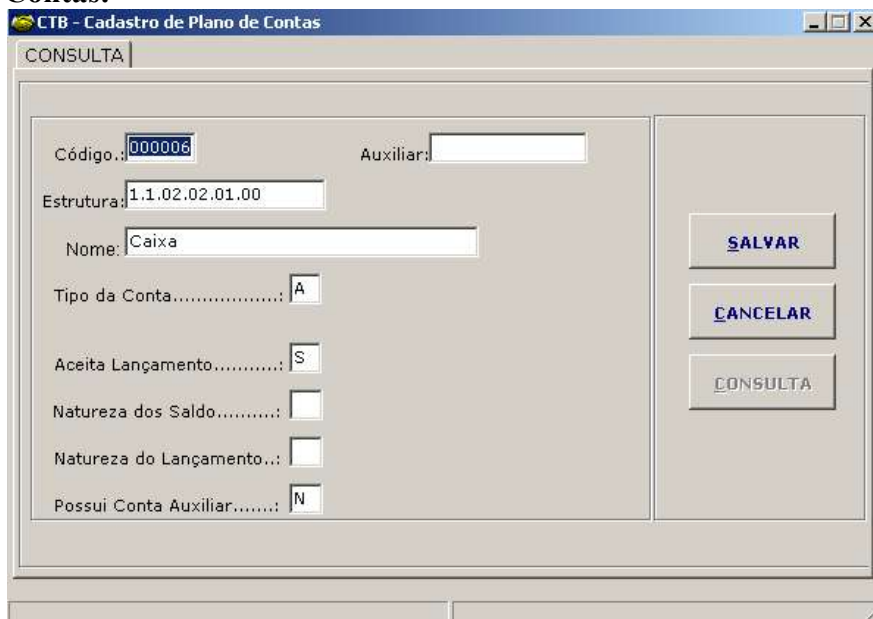 Contas:
CTB - Cadastro de Plano de Contas
CONSULTA
Código.: 000006 Auxiliar:
Estrutura: 1.1.02.02.01.00
Nome: Caixa
Tipo da Conta..................: A
Aceita Lançamento...........: S
Natureza dos Saldo..........:
Natureza do Lançamento..:
Possui Conta Auxiliar.......: N
SALVAR
CANCELAR
CONSULTA